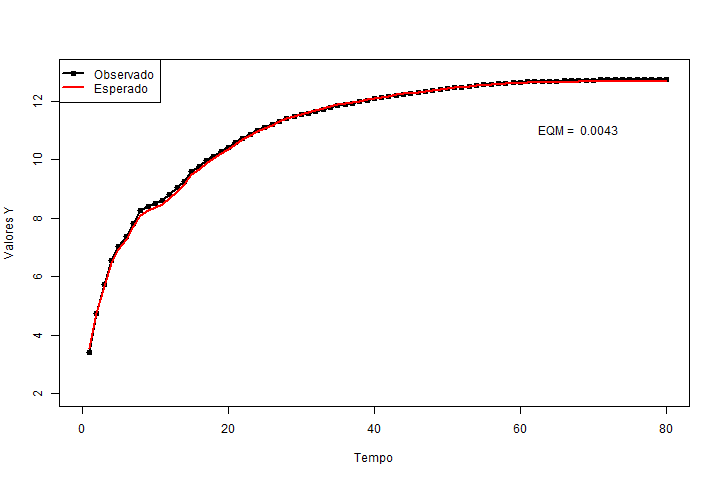 Observado
Esperado
EQM = 0.0043
Valores Y
12
10
8
6
4
2
0 20 40 60 80
Tempo